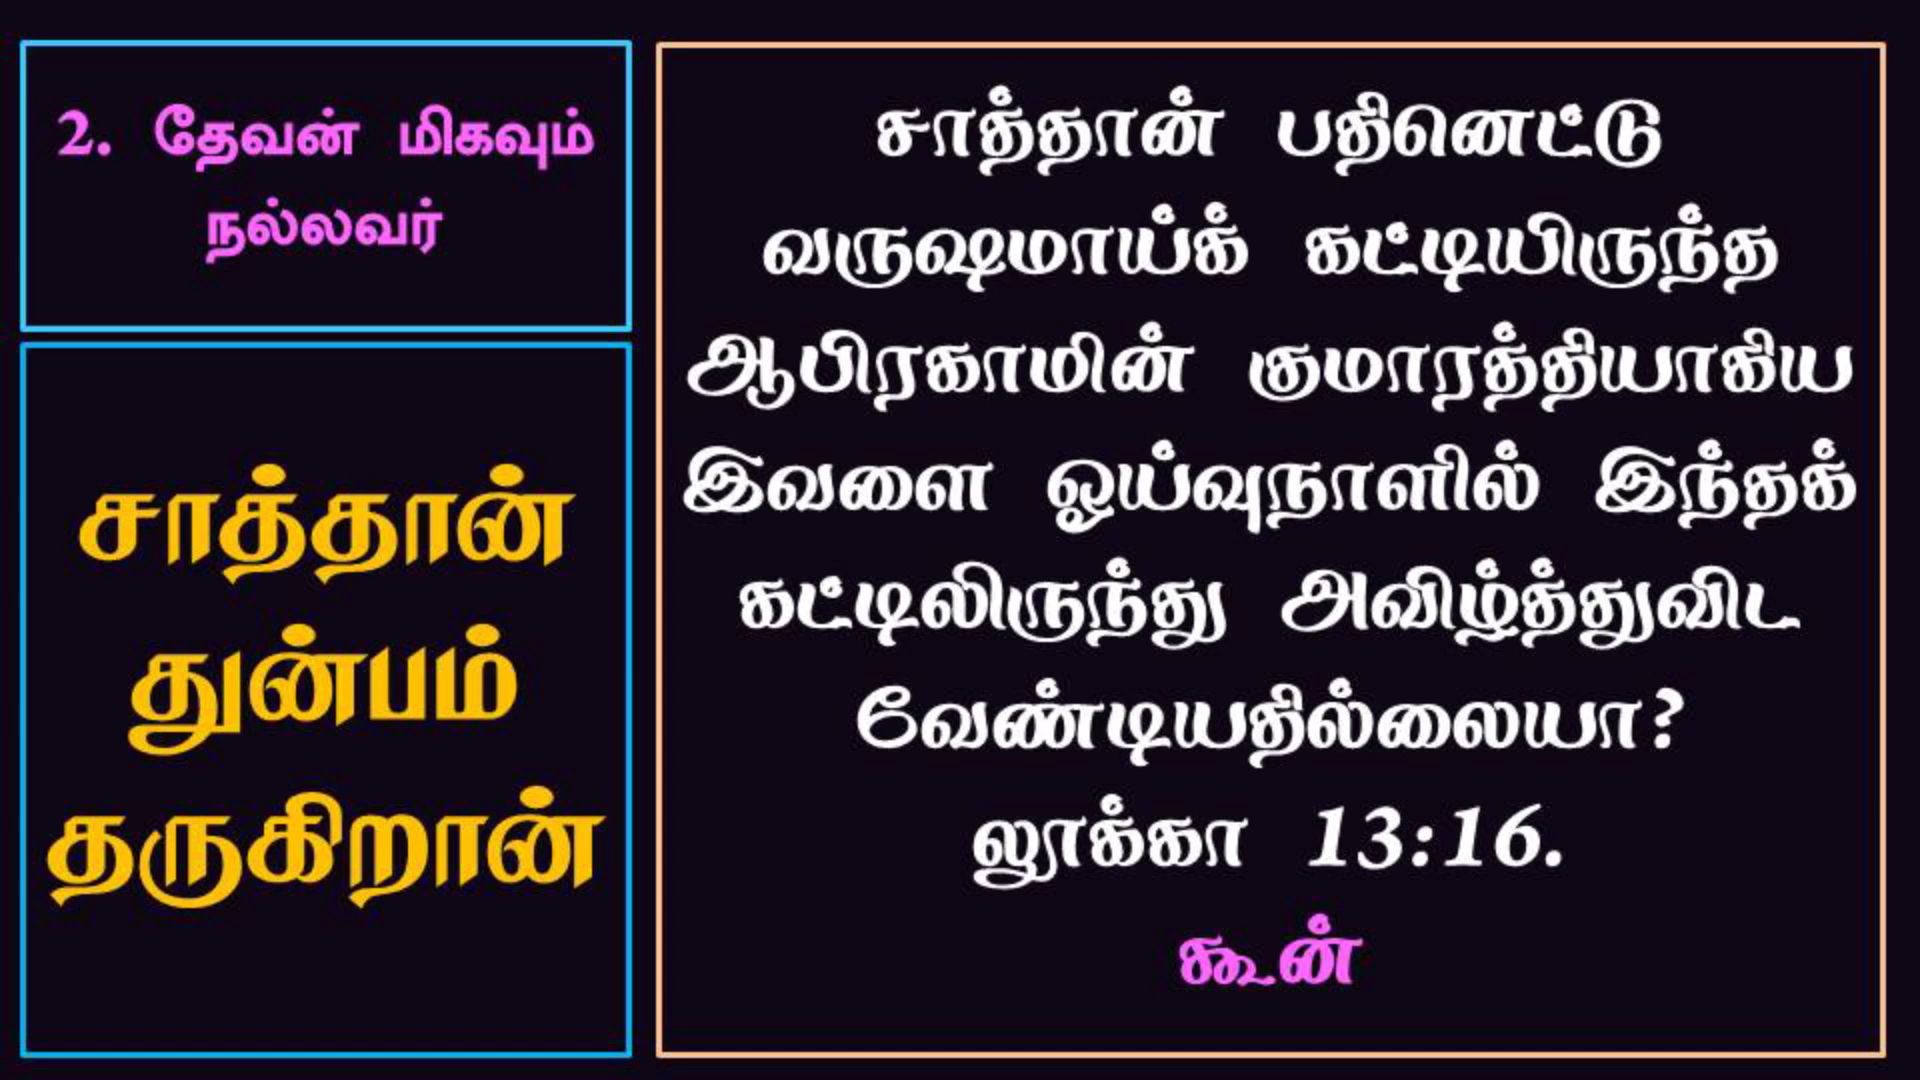 2. தேவன் மிகவும்
நல்லவர்
சாத்தான்
துன்பம்
தருகிறான்
சாத்தான் பதினெட்டு
வருஷமாய்க் கட்டியிருந்த
ஆபிரகாமின் குமாரத்தியாகிய
இவளை ஓய்வுநாளில் இந்தக்
கட்டிலிருந்து அவிழ்த்துவிட
வேண்டியதில்லையா?
லூக்கா 13:16.
கூன்